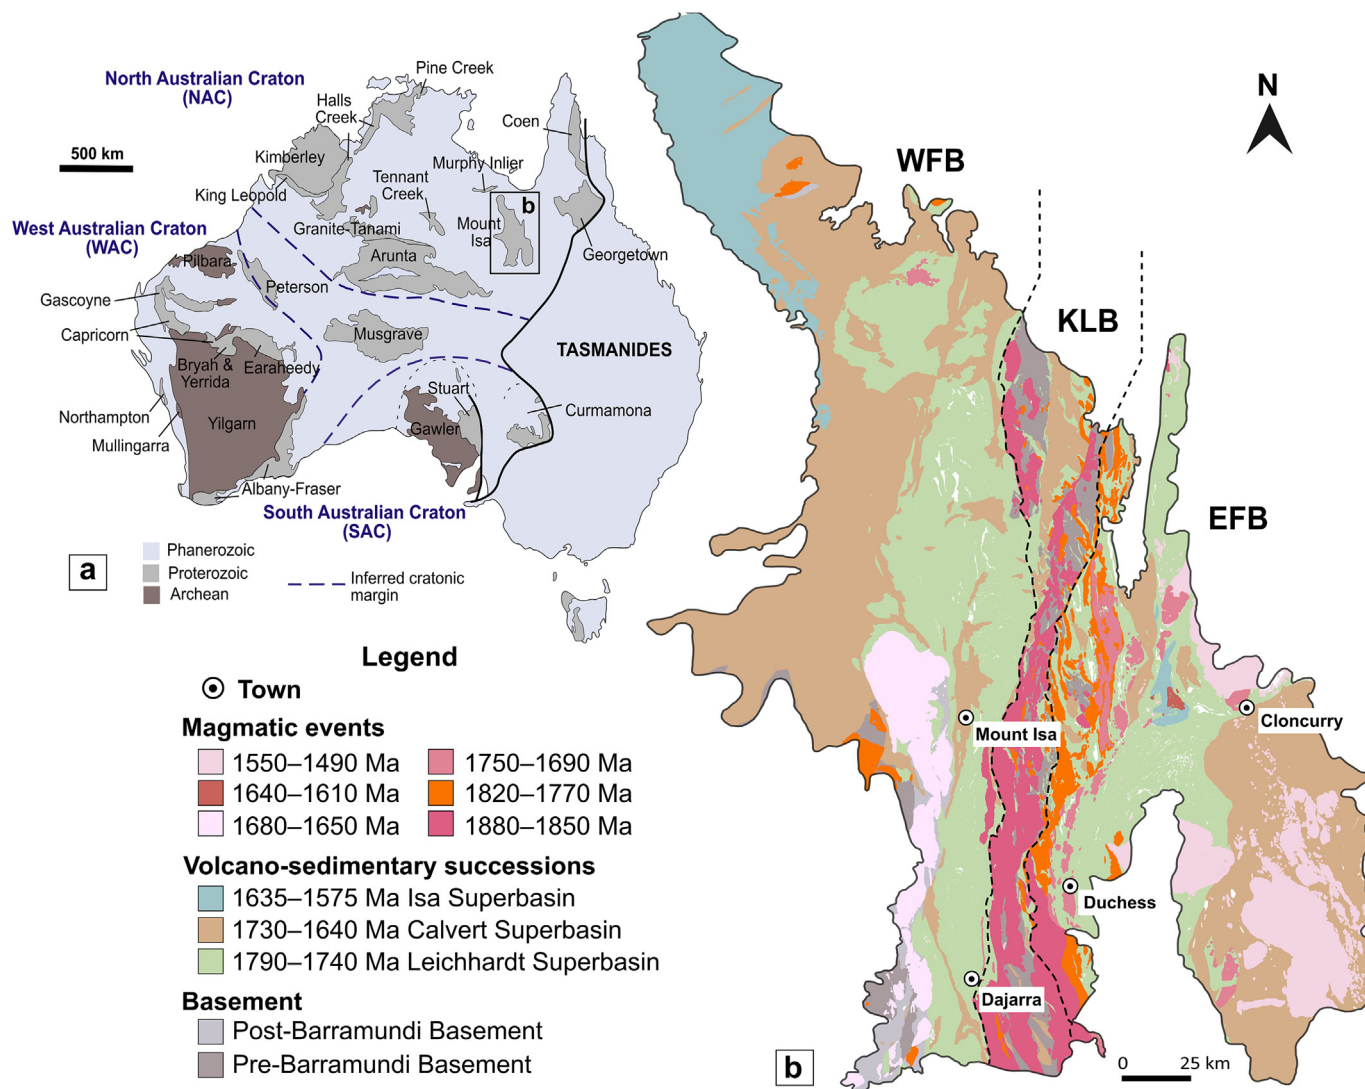 North Australian Craton
(NAC)
Pine Creek
Halls
Creek
Coen
500 km
Kimberley
Murphy Inlier
Tennant
Creek
b
King Leopold
West Australian Craton
(WAC)
Granite-Tanami
Mount
Isa
Pilbara
Arunta
Georgetown
Peterson
Gascoyne
Capricorn
Musgrave
TASMANIDES
Bryah &
Yerrida
Earaheedy
Stuart
Northampton
Yilgarn
Gawler
Curmamona
Mullingarra
Albany-Fraser
South Australian Craton
(SAC)
a
Phanerozoic
Proterozoic
Archean
Inferred cratonic
margin
Legend
Town
Magmatic events
1550–1490 Ma
1750–1690 Ma
1640–1610 Ma
1820–1770 Ma
1680–1650 Ma
1880–1850 Ma
Volcano-sedimentary successions
1635–1575 Ma Isa Superbasin
1730–1640 Ma Calvert Superbasin
1790–1740 Ma Leichhardt Superbasin
Basement
Post-Barramundi Basement
Pre-Barramundi Basement
N
WFB
KLB
EFB
Mount Isa
Cloncurry
Duchess
Dajarra
b
0 25 km